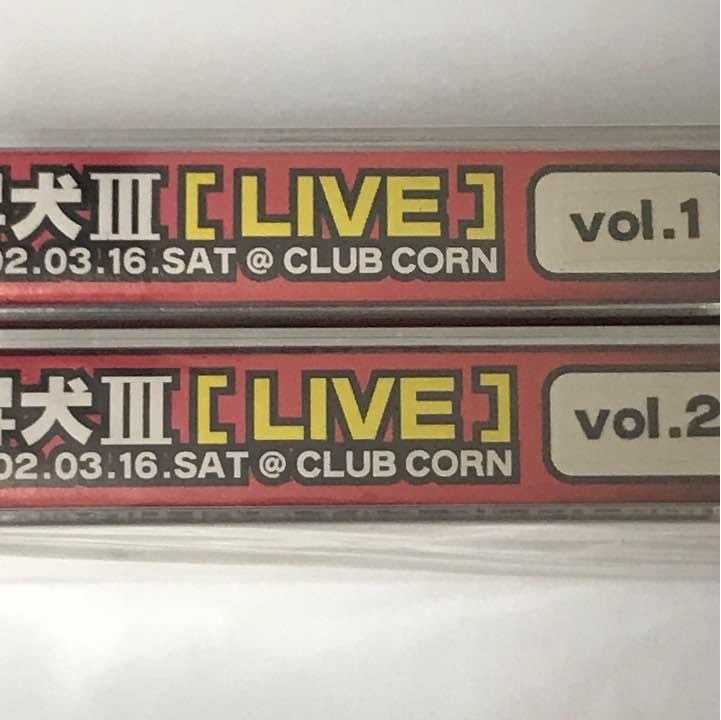 犬III [ LIVE ] vol.1
02.03.16.SAT @ CLUB CORN
犬III [ LIVE ] vol.2
02.03.16.SAT @ CLUB CORN